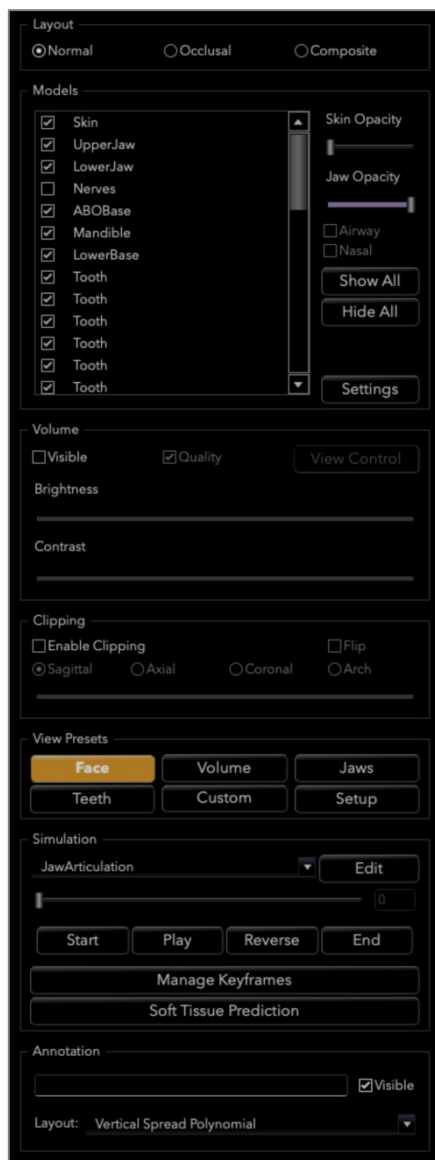 Layout
Normal Occlusal Composite
Models
Skin
UpperJaw
LowerJaw
Nerves
ABOBase
Mandible
LowerBase
Tooth
Tooth
Tooth
Tooth
Tooth
Tooth
Skin Opacity
Jaw Opacity
Airway
Nasal
Show All
Hide All
Settings
Volume
Visible Quality View Control
Brightness
Contrast
Clipping
Enable Clipping Flip
Sagittal Axial Coronal Arch
View Presets
Face Volume Jaws
Teeth Custom Setup
Simulation
JawArticulation Edit
0
Start Play Reverse End
Manage Keyframes
Soft Tissue Prediction
Annotation
Visible
Layout: Vertical Spread Polynomial